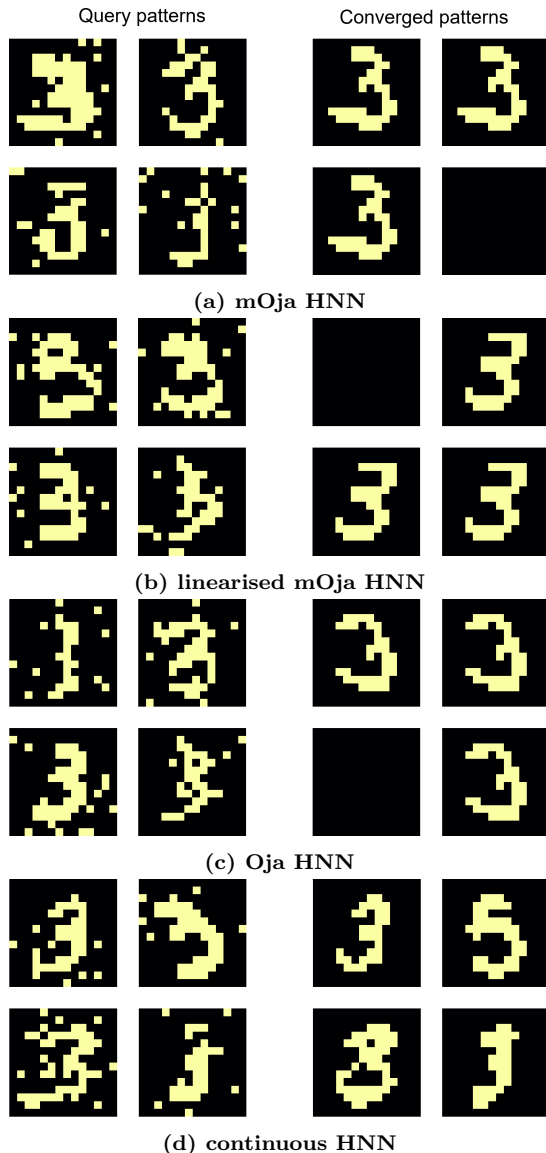 Query patterns Converged patterns
(a) mOja HNN
(b) linearised mOja HNN
(c) Oja HNN
(d) continuous HNN